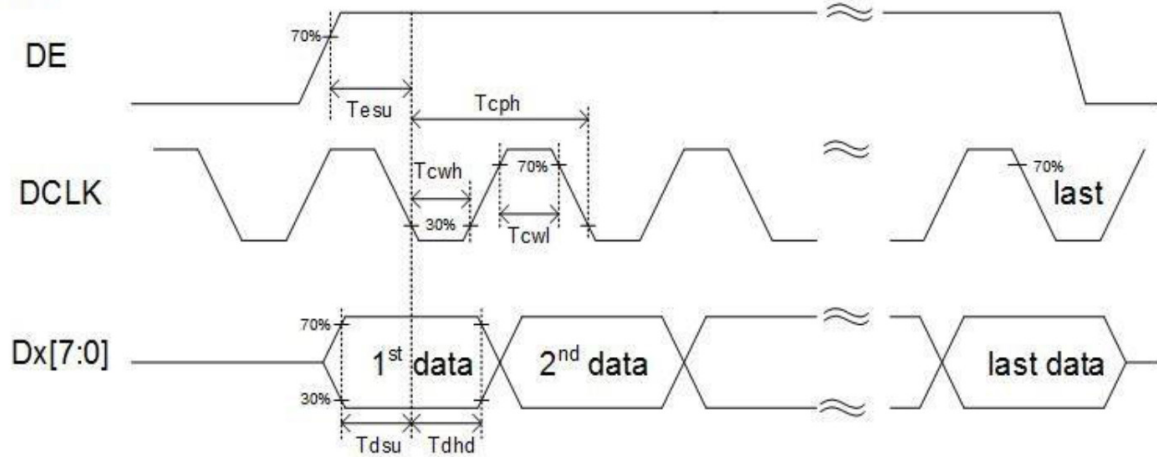 70%
DE
Tesu
Tcph
DCLK
Tcwh
70%
30%
Tcwl
70%
last
Dx[7:0]
70%
1st data
2nd data
last data
30%
Tdsu
Tdhd